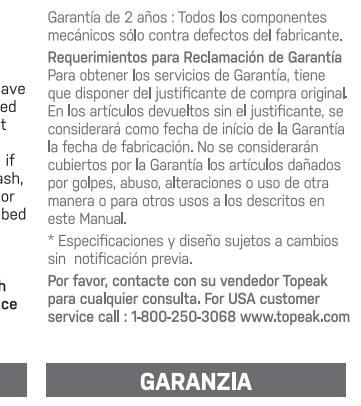 Garantía de 2 años : Todos los componentes
mecánicos sólo contra defectos del fabricante.
Requerimientos para Reclamación de Garantía
Para obtener los servicios de Garantía, tiene
que disponer del justificante de compra original.
En los artículos devueltos sin el justificante, se
considerará como fecha de início de la Garantía
la fecha de fabricación. No se considerarán
cubiertos por la Garantía los artículos dañados
por golpes, abuso, alteraciones o uso de otra
manera o para otros usos a los descritos en
este Manual.
* Especificaciones y diseño sujetos a cambios
sin notificación previa.
Por favor, contacte con su vendedor Topeak
para cualquier consulta. For USA customer
service call : 1-800-250-3068 www.topeak.com
GARANZIA